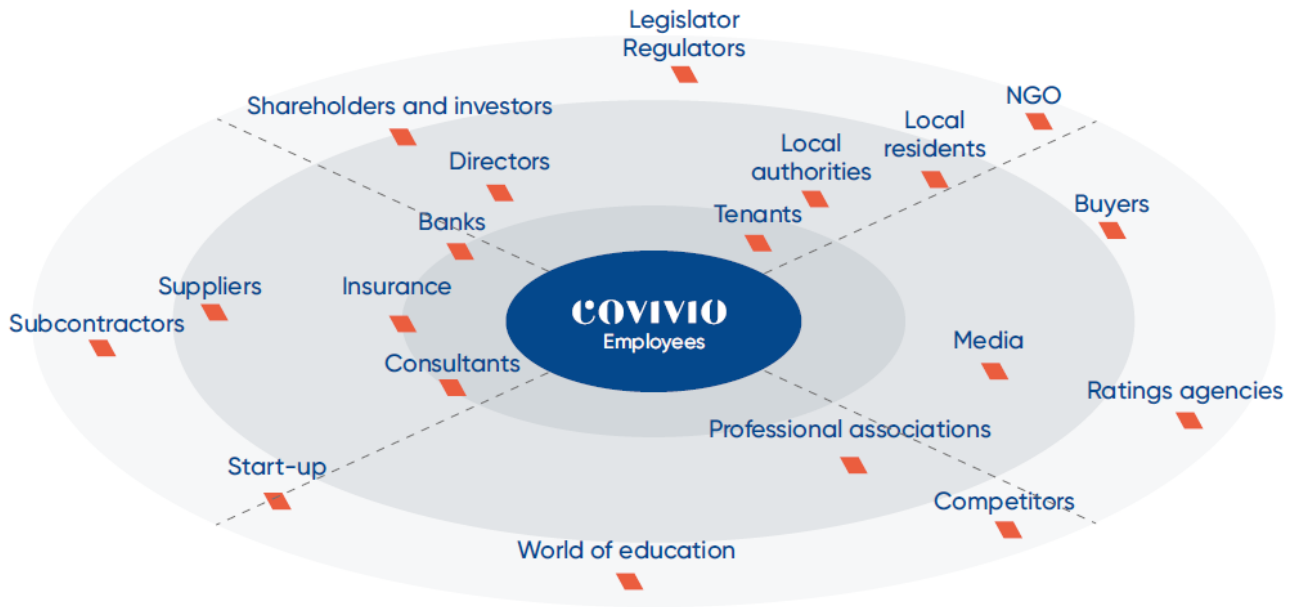 Legislator
Regulators
Shareholders and investors
NGO
Local
residents
Local
authorities
Directors
Buyers
Tenants
Banks
Suppliers
Insurance
COVIVIO
Employees
Subcontractors
Media
Consultants
Ratings agencies
Professional associations
Start-up
Competitors
World of education